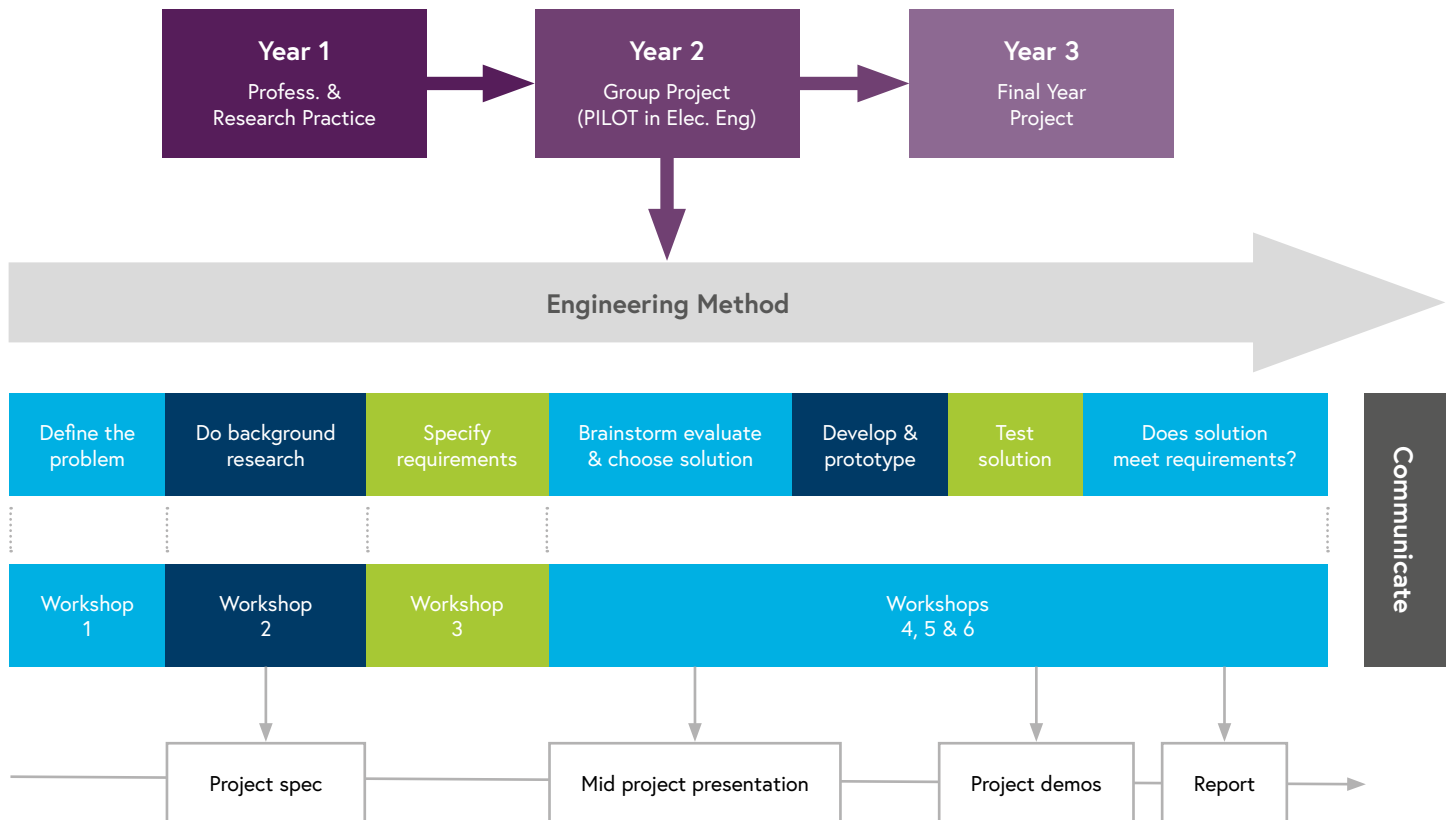 Year 1
Profess. &
Research Practice
Year 2
Group Project
(PILOT in Elec. Eng)
Year 3
Final Year
Project
Engineering Method
Define the
problem
Do background
research
Specify
requirements
Brainstorm evaluate
& choose solution
Develop &
prototype
Test
solution
Does solution
meet requirements?
Communicate
Workshop
1
Workshop
2
Workshop
3
Workshops
4, 5 & 6
Project spec
Mid project presentation
Project demos
Report